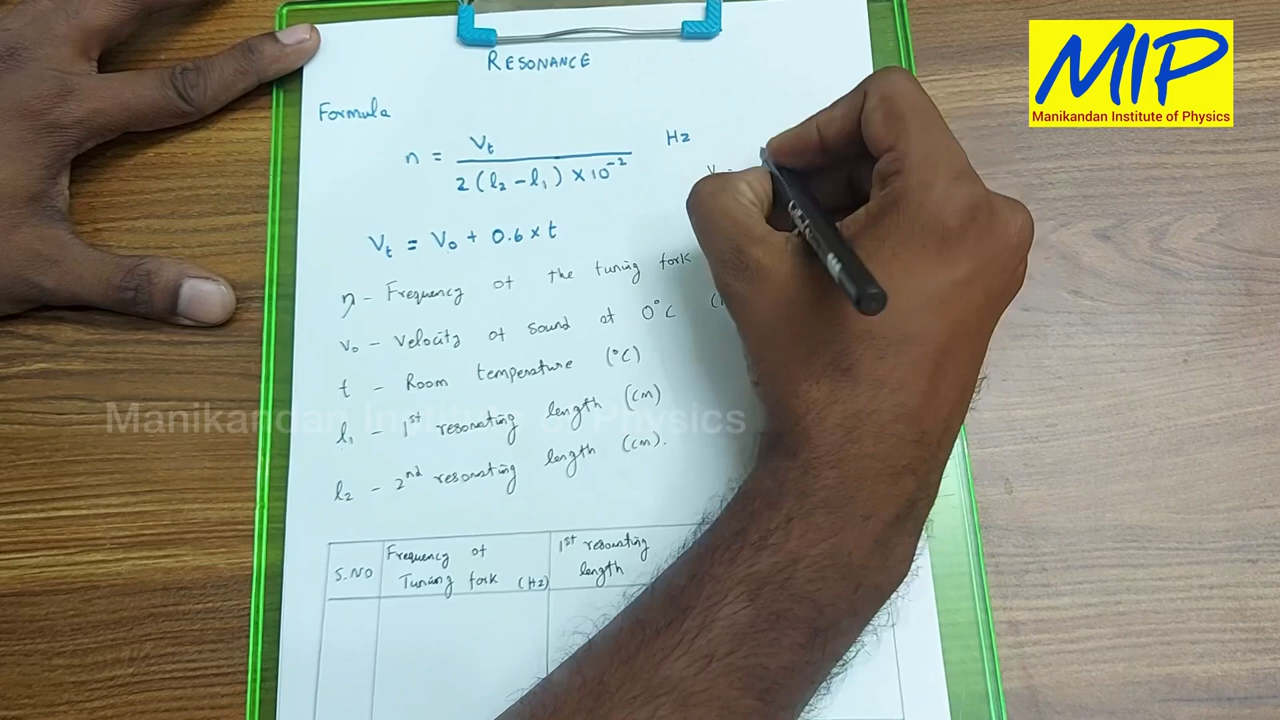 RESONANCE
MIP
Manikandan Institute of Physics
Formula
n = Vt / 2 (l2 - l1) × 10^-2 Hz
Vt = V0 + 0.6 × t
n - Frequency of the tuning fork
V0 - Velocity of sound at 0°C
t - Room temperature (°C)
l1 - 1st resonating length (cm)
Manikandan Institute of Physics
l2 - 2nd resonating length (cm).
S.NO Frequency of Tuning fork (HZ) 1st resonating length